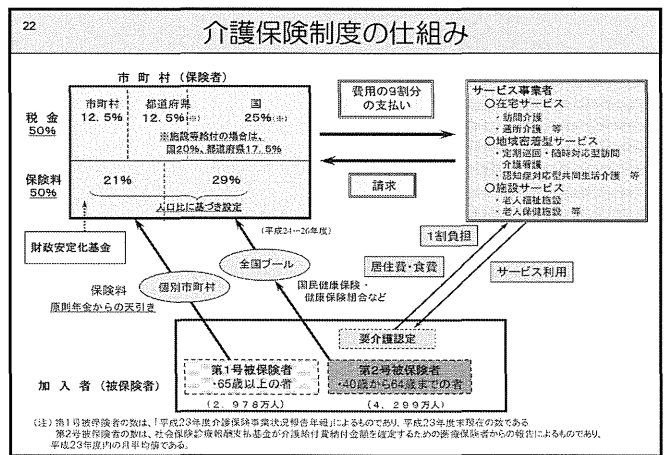 22
介護保険制度の仕組み
市 町 村 (保険者)
市町村 都道府県 国
12.5% 12.5%(※) 25%(※)
税 金
50%
※施設等給付の場合は、
国20%、都道府県17.5%
保険料
50%
21% 29%
人口比に基づき設定
財政安定化基金
(平成24-26年度)
費用の9割分
の支払い
請求
サービス事業者
○在宅サービス
・訪問介護
・通所介護 等
○地域密着型サービス
・定期巡回・随時対応型訪問
介護看護
・認知症対応型共同生活介護 等
○施設サービス
・老人福祉施設
・老人保健施設 等
1割負担
居住費・食費
サービス利用
個別市町村
全国プール
国民健康保険・
健康保険組合など
保険料
原則年金からの天引き
要介護認定
加 入 者 (被保険者)
第1号被保険者
・65歳以上の者
第2号被保険者
・40歳から64歳までの者
(2,978万人)
(4,299万人)
(注) 第1号被保険者の数は、「平成23年度介護保険事業状況報告年報」によるものであり、平成23年度末現在の数である。
第2号被保険者の数は、社会保険診療報酬支払基金が介護給付費納付金額を確定するための医療保険者からの報告によるものであり、
平成23年度内の月平均値である。